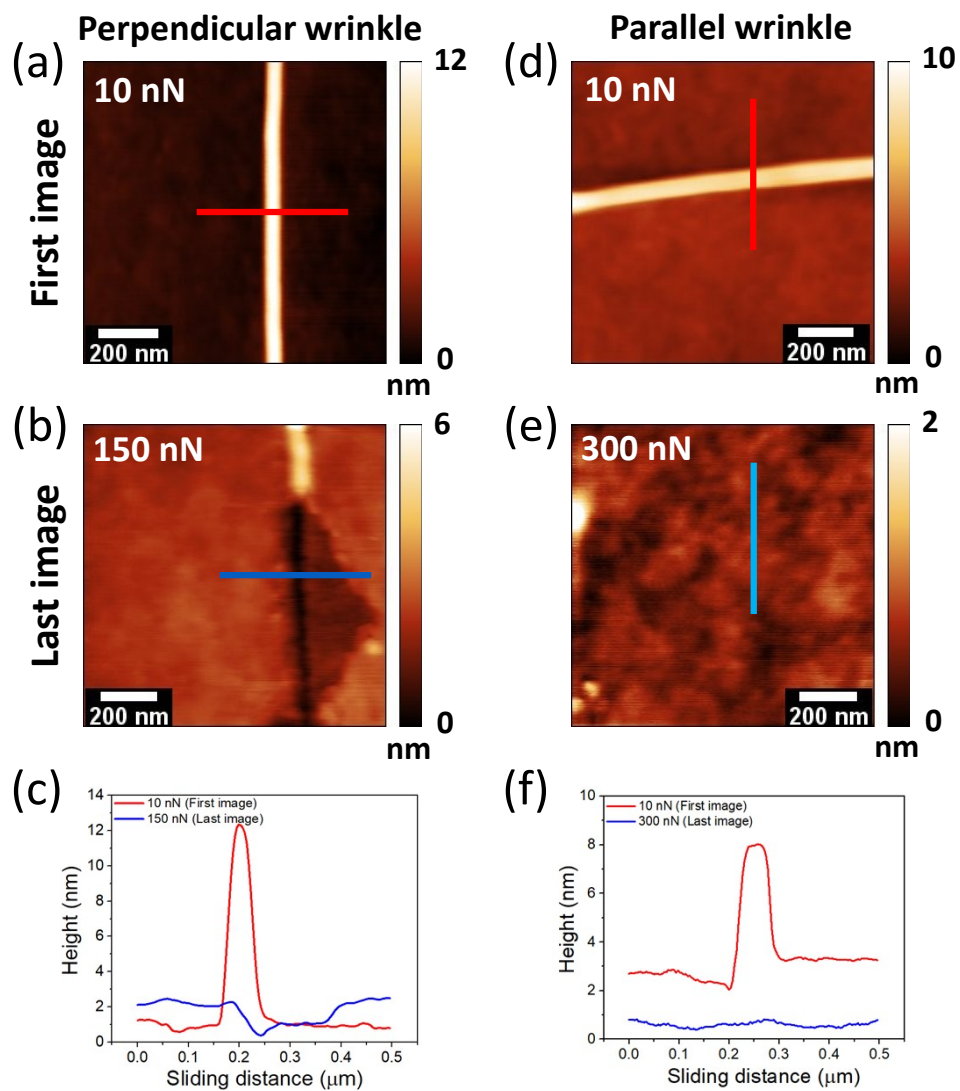 Perpendicular wrinkle
Parallel wrinkle
First image
Last image
(a)
10 nN
200 nm
12
0
nm
(d)
10 nN
200 nm
10
0
nm
(b)
150 nN
200 nm
6
0
nm
(e)
300 nN
200 nm
2
0
nm
(c)
10 nN (First image)
150 nN (Last image)
Height (nm)
14
12
10
8
6
4
2
0
0.0 0.1 0.2 0.3 0.4 0.5
Sliding distance (μm)
(f)
10 nN (First image)
300 nN (Last image)
Height (nm)
10
8
6
4
2
0
0.0 0.1 0.2 0.3 0.4 0.5
Sliding distance (μm)